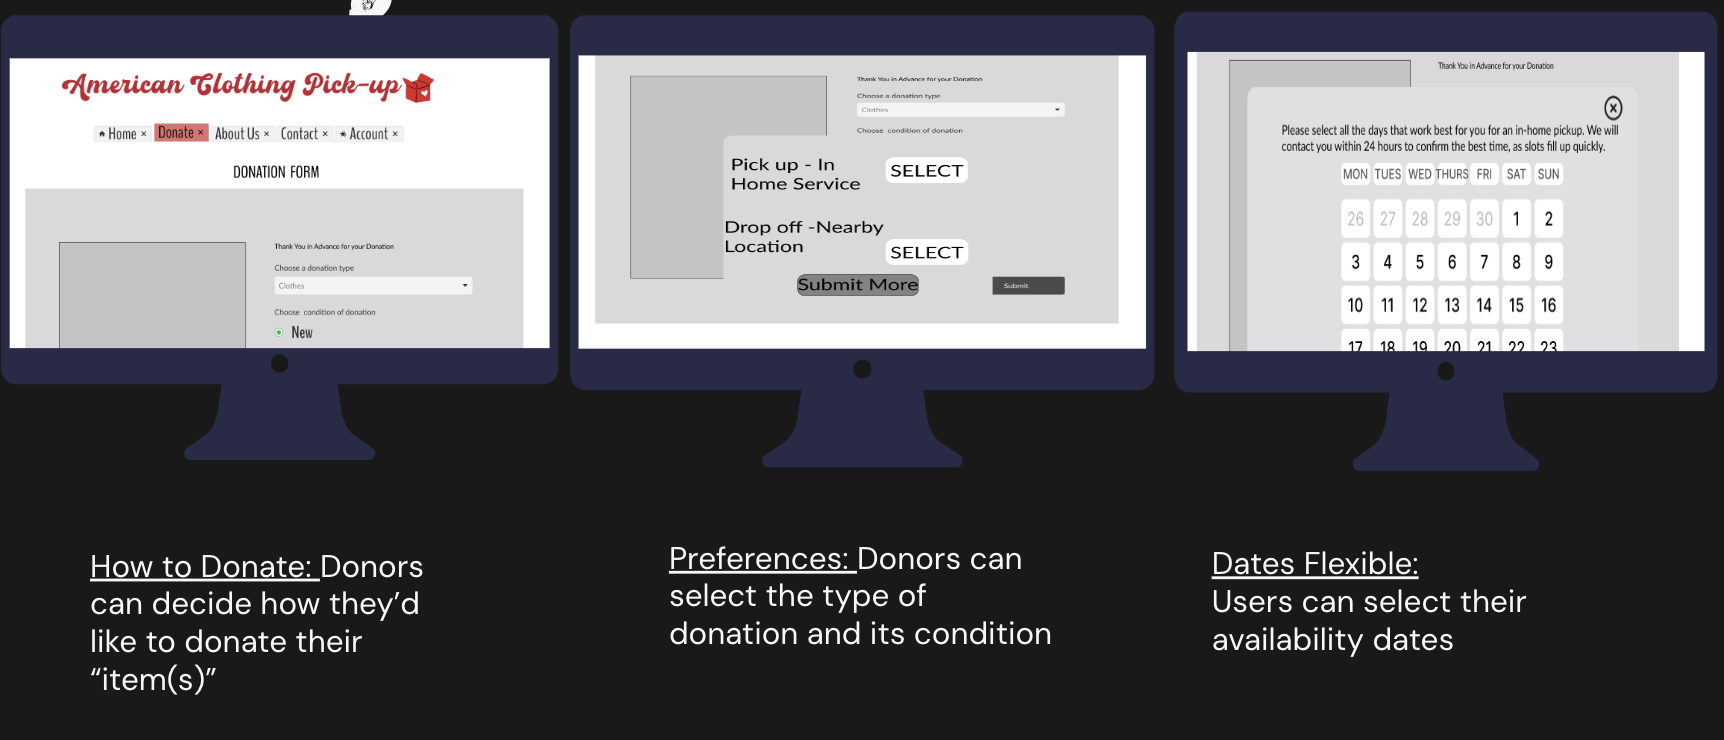 American Clothing Pick-up
Home × Donate × About Us × Contact × Account ×
DONATION FORM
Thank You in Advance for your Donation
Choose a donation type
Clothes
Choose condition of donation
New
Thank You in Advance for your Donation
Choose a donation type
Clothes
Choose condition of donation
Pick up - In
Home Service
SELECT
Drop off -Nearby
Location
SELECT
Submit More
Submit
Thank You in Advance for your Donation
Please select all the days that work best for you for an in-home pickup. We will
contact you within 24 hours to confirm the best time, as slots fill up quickly.
MON TUES WED THURS FRI SAT SUN
26 27 28 29 30 1 2
3 4 5 6 7 8 9
10 11 12 13 14 15 16
17 18 19 20 21 22 23
How to Donate: Donors
can decide how they’d
like to donate their
“item(s)”
Preferences: Donors can
select the type of
donation and its condition
Dates Flexible:
Users can select their
availability dates